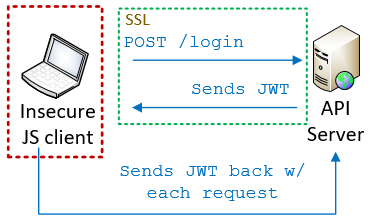 SSL
POST /login
Sends JWT
Insecure
JS client
API
Server
Sends JWT back w/
each request